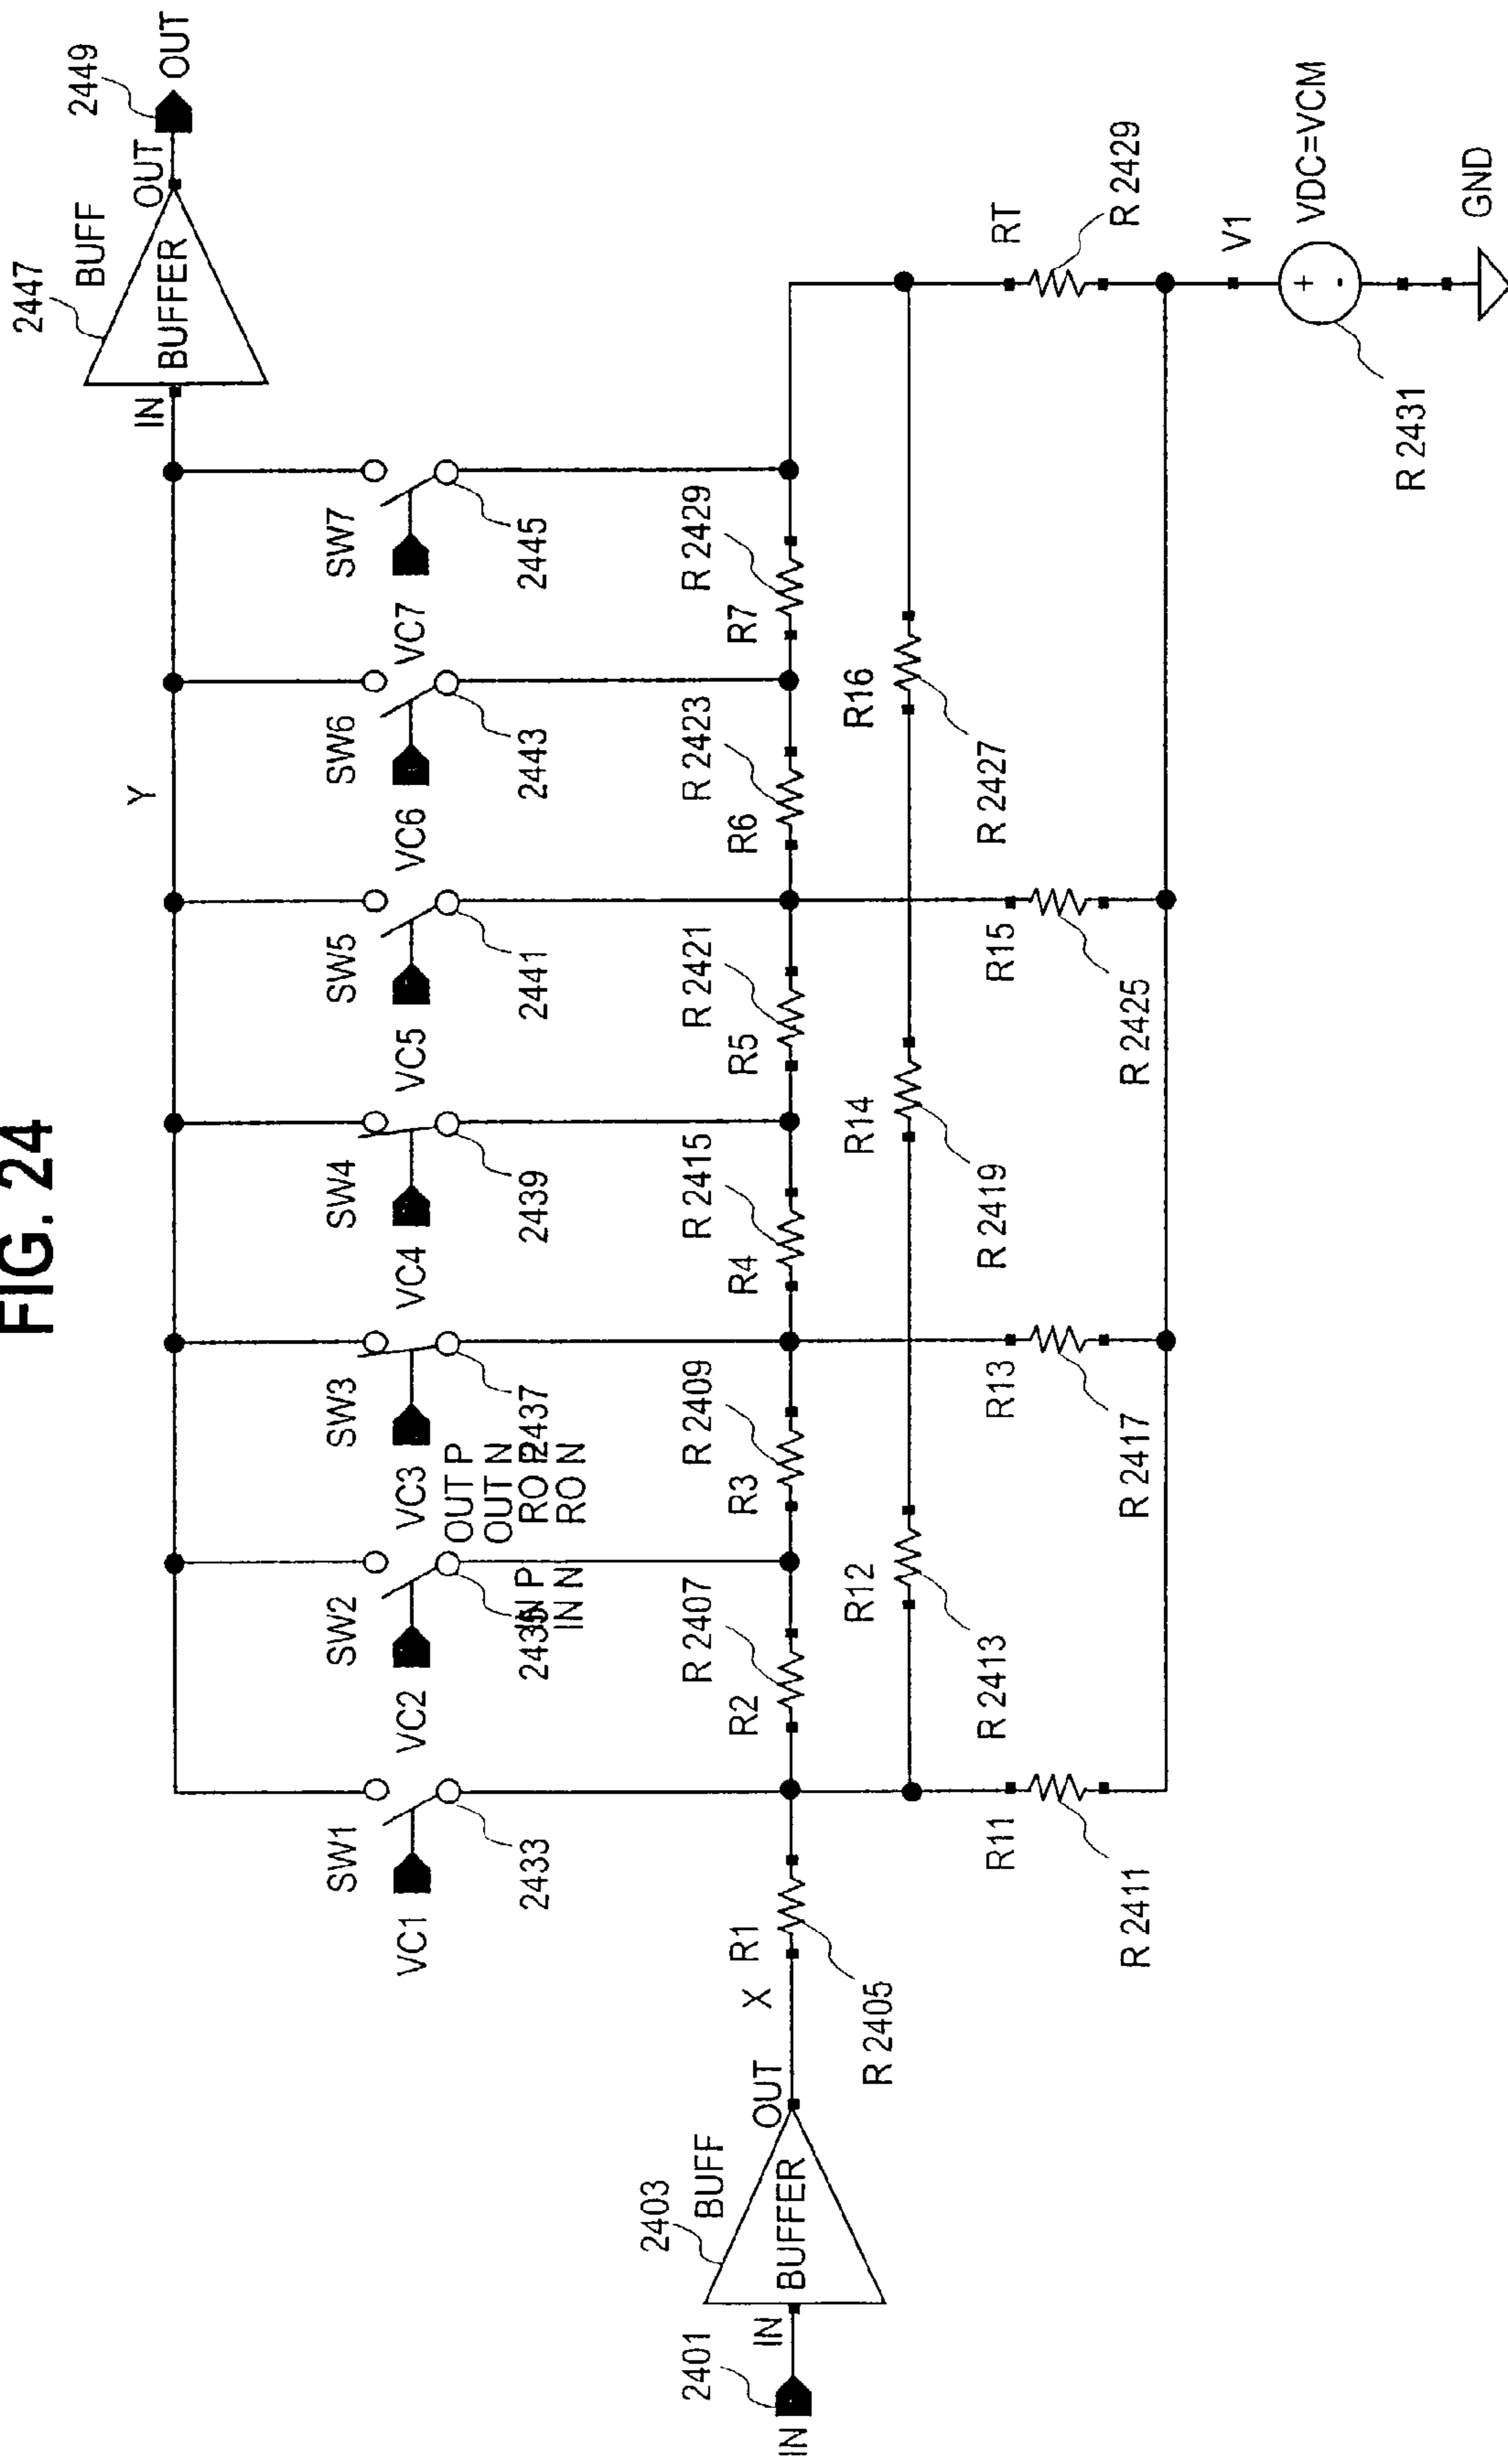 FIG. 24
2447
BUFF
BUFFER
IN
OUT
2449
OUT
Y
SW1
SW2
SW3
SW4
SW5
SW6
SW7
VC1
VC2
VC3
VC4
VC5
VC6
VC7
2433
2435
2437
2439
2441
2443
2445
OUT P
OUT N
RO P
RO N
IN P
IN N
2401
IN
IN
2403
BUFF
BUFFER
OUT
X
R1
R 2405
R2
R 2407
R3
R 2409
R4
R 2415
R5
R 2421
R6
R 2423
R7
R 2429
R12
R 2413
R14
R 2419
R16
R 2427
R11
R 2411
R13
R 2417
R15
R 2425
RT
R 2429
V1
VDC=VCM
R 2431
GND